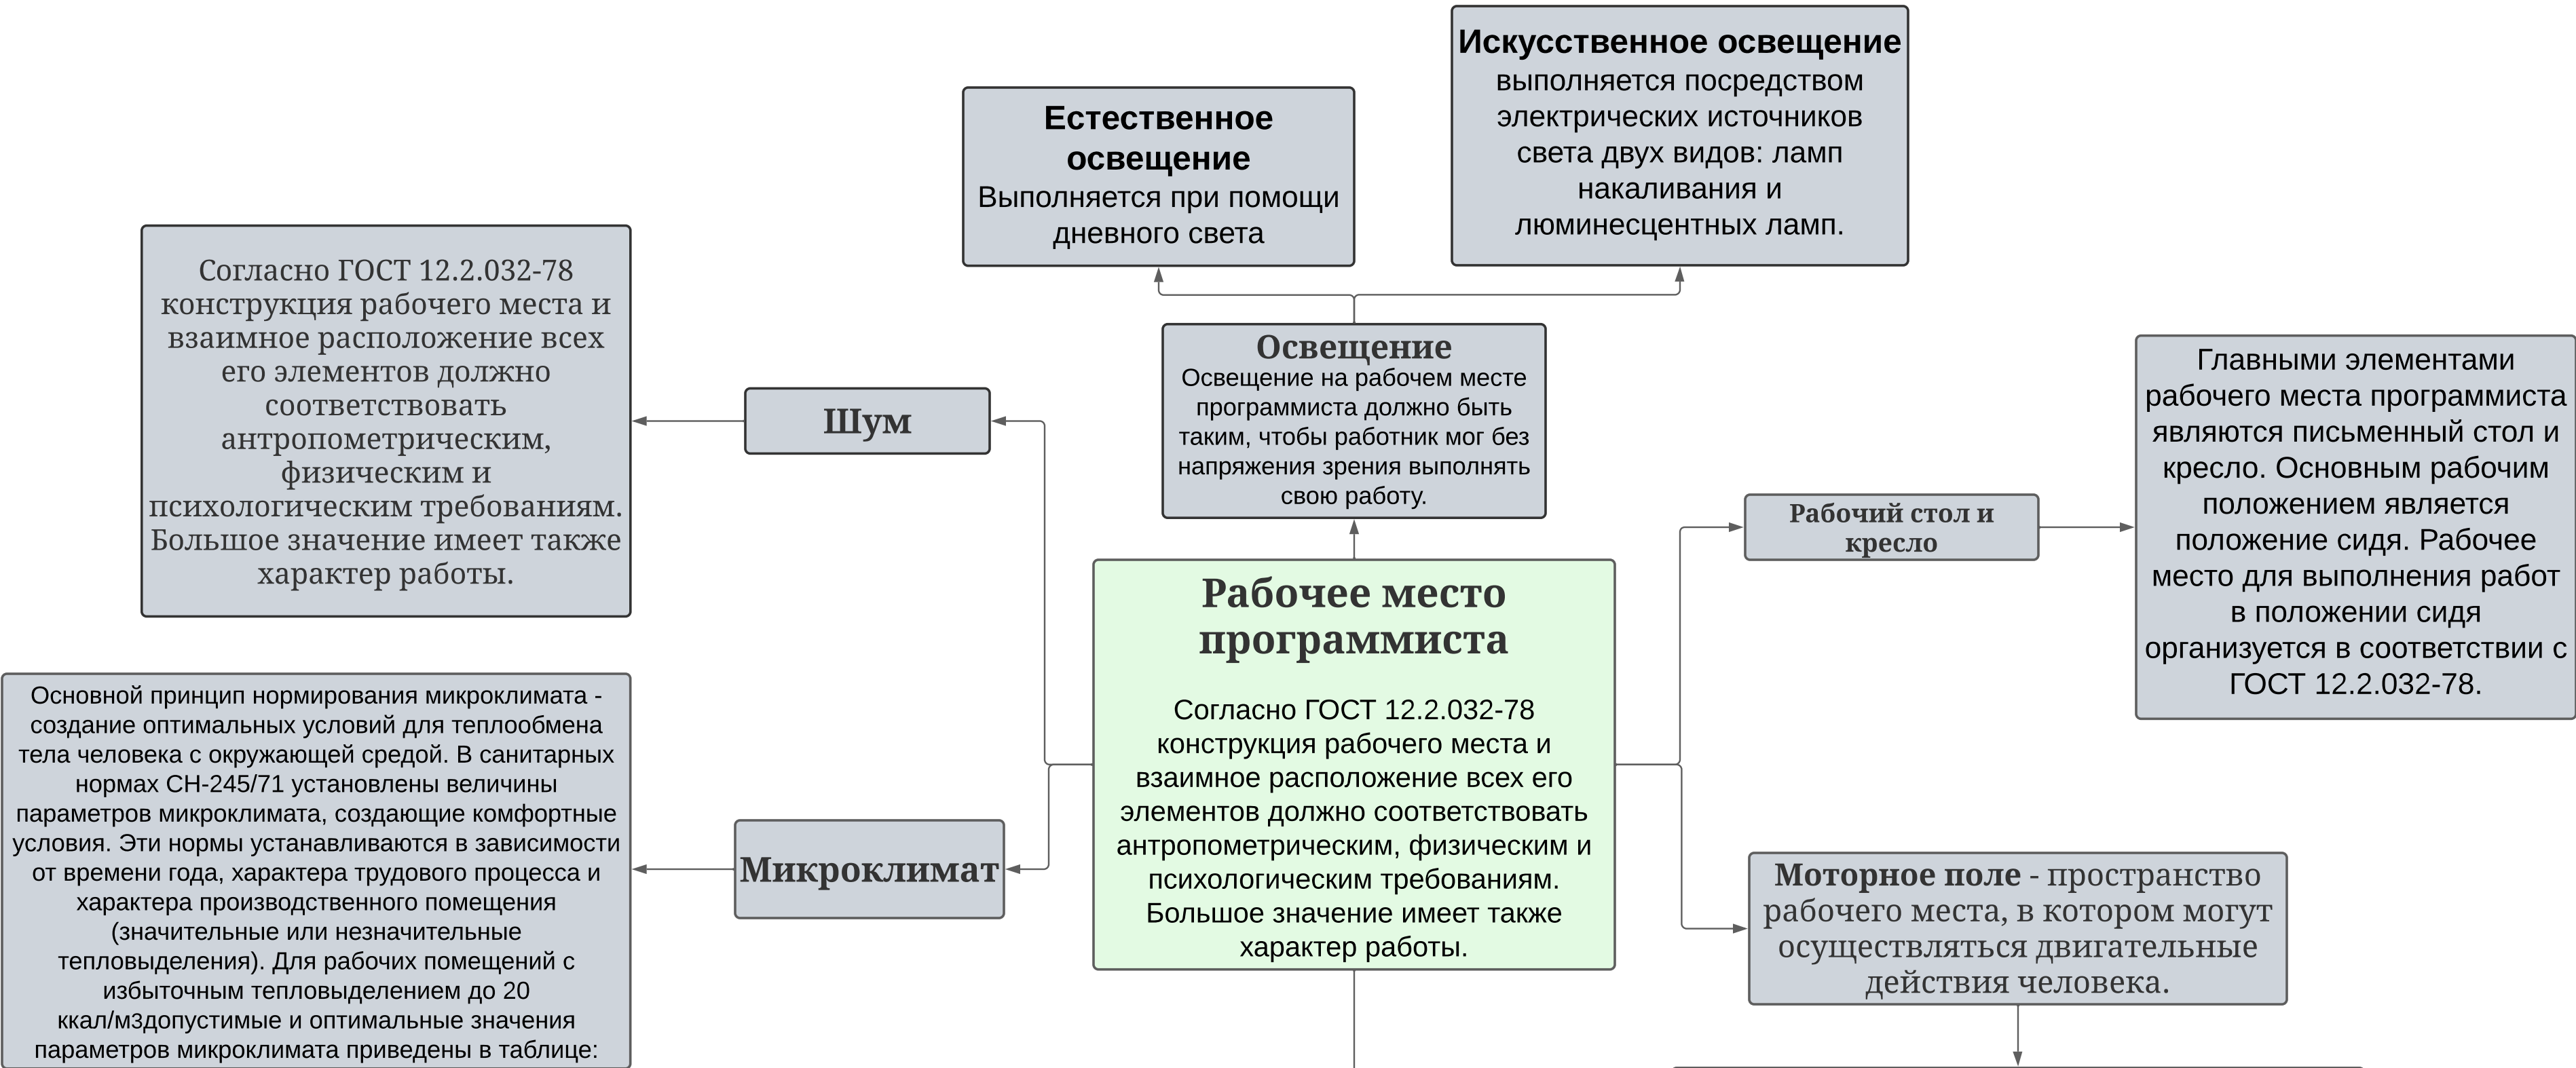 Искусственное освещение
выполняется посредством
электрических источников
света двух видов: ламп
накаливания и
люминесцентных ламп.
Естественное
освещение
Выполняется при помощи
дневного света
Согласно ГОСТ 12.2.032-78
конструкция рабочего места и
взаимное расположение всех
его элементов должно
соответствовать
антропометрическим,
физическим и
психологическим требованиям.
Большое значение имеет также
характер работы.
Шум
Освещение
Освещение на рабочем месте
программиста должно быть
таким, чтобы работник мог без
напряжения зрения выполнять
свою работу.
Рабочий стол и
кресло
Главными элементами
рабочего места программиста
являются письменный стол и
кресло. Основным рабочим
положением является
положение сидя. Рабочее
место для выполнения работ
в положении сидя
организуется в соответствии с
ГОСТ 12.2.032-78.
Рабочее место
программиста
Согласно ГОСТ 12.2.032-78
конструкция рабочего места и
взаимное расположение всех его
элементов должно соответствовать
антропометрическим, физическим и
психологическим требованиям.
Большое значение имеет также
характер работы.
Основной принцип нормирования микроклимата -
создание оптимальных условий для теплообмена
тела человека с окружающей средой. В санитарных
нормах СН-245/71 установлены величины
параметров микроклимата, создающие комфортные
условия. Эти нормы устанавливаются в зависимости
от времени года, характера трудового процесса и
характера производственного помещения
(значительные или незначительные
тепловыделения). Для рабочих помещений с
избыточным тепловыделением до 20
ккал/м3допустимые и оптимальные значения
параметров микроклимата приведены в таблице:
Микроклимат
Моторное поле - пространство
рабочего места, в котором могут
осуществляться двигательные
действия человека.